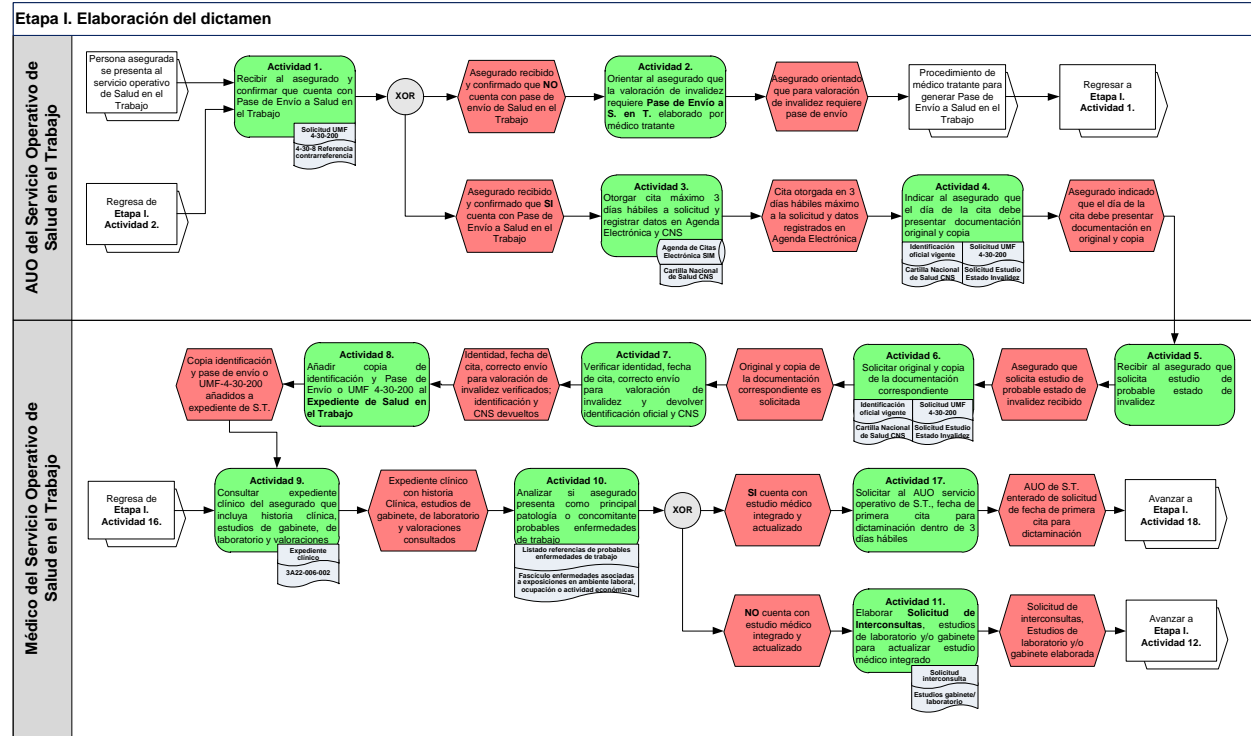 Etapa I. Elaboración del dictamen
AUO del Servicio Operativo de
Salud en el Trabajo
Persona asegurada
se presenta al
servicio operativo
de Salud en el
Trabajo
Actividad 1.
Recibir al asegurado y
confirmar que cuenta con
Pase de Envío a Salud en
el Trabajo
Solicitud UMF
4-30-200
4-30-8 Referencia
contrarreferencia
XOR
Asegurado recibido
y confirmado que NO
cuenta con pase de
envío de Salud en el
Trabajo
Actividad 2.
Orientar al asegurado que
la valoración de invalidez
requiere Pase de Envío a
S. en T. elaborado por
médico tratante
Asegurado orientado
que para valoración
de invalidez requiere
pase de envío
Procedimiento de
médico tratante para
generar Pase de
Envío a Salud en el
Trabajo
Regresar a
Etapa I.
Actividad 1.
Regresa de
Etapa I.
Actividad 2.
Asegurado recibido
y confirmado que SI
cuenta con Pase de
Envío a Salud en el
Trabajo
Actividad 3.
Otorgar cita máximo 3
días hábiles a solicitud y
registrar datos en Agenda
Electrónica y CNS
Agenda de Citas
Electrónica SIM
Cartilla Nacional
de Salud CNS
Cita otorgada en 3
días hábiles máximo
a la solicitud y datos
registrados en
Agenda Electrónica
Actividad 4.
Indicar al asegurado que
el día de la cita debe
presentar documentación
original y copia
Identificación
oficial vigente
Solicitud UMF
4-30-200
Cartilla Nacional
de Salud CNS
Solicitud Estudio
Estado Invalidez
Asegurado indicado
que el día de la
cita debe presentar
documentación en
original y copia
Médico del Servicio Operativo de
Salud en el Trabajo
Actividad 5.
Recibir al asegurado que
solicita estudio de
probable estado de
invalidez
Asegurado que
solicita estudio de
probable estado de
invalidez recibido
Actividad 6.
Solicitar original y copia
de la documentación
correspondiente
Identificación
oficial vigente
Solicitud UMF
4-30-200
Cartilla Nacional
de Salud CNS
Solicitud Estudio
Estado Invalidez
Original y copia
de la documentación
correspondiente es
solicitada
Actividad 7.
Verificar identidad, fecha
de cita, correcto envío
para valoración de
invalidez y devolver
identificación oficial y CNS
Identidad, fecha de
cita, correcto envío
para valoración de
invalidez verificados;
identificación y
CNS devueltos
Actividad 8.
Añadir copia de
identificación y Pase de
Envío o UMF 4-30-200 al
Expediente de Salud en
el Trabajo
Copia identificación
y pase de envío o
UMF-4-30-200
añadidos a
expediente de S.T.
Regresa de
Etapa I.
Actividad 16.
Actividad 9.
Consultar expediente
clínico del asegurado que
incluya historia clínica,
estudios de gabinete, de
laboratorio y valoraciones
Expediente
clínico
3A22-006-002
Expediente clínico
con historia
Clínica, estudios de
gabinete, de laboratorio
y valoraciones
consultados
Actividad 10.
Analizar si asegurado
presenta como principal
patología o concomitante
probables enfermedades
de trabajo
Listado referencias de probables
enfermedades de trabajo
Fascículo enfermedades asociadas
a exposiciones en ambiente laboral,
ocupación o actividad económica
XOR
SI cuenta con
estudio médico
integrado y
actualizado
Actividad 17.
Solicitar al AUO servicio
operativo de S.T., fecha de
primera cita para
dictaminación dentro de 3
días hábiles
AUO de S.T.
enterado de solicitud
de fecha de primera
cita para
dictaminación
Avanzar a
Etapa I.
Actividad 18.
NO cuenta con
estudio médico
integrado y
actualizado
Actividad 11.
Elaborar Solicitud de
Interconsultas, estudios
de laboratorio y/o gabinete
para actualizar estudio
médico integrado
Solicitud
interconsulta
Estudios gabinete/
laboratorio
Solicitud de
interconsultas,
Estudios de
laboratorio y/o
gabinete elaborada
Avanzar a
Etapa I.
Actividad 12.